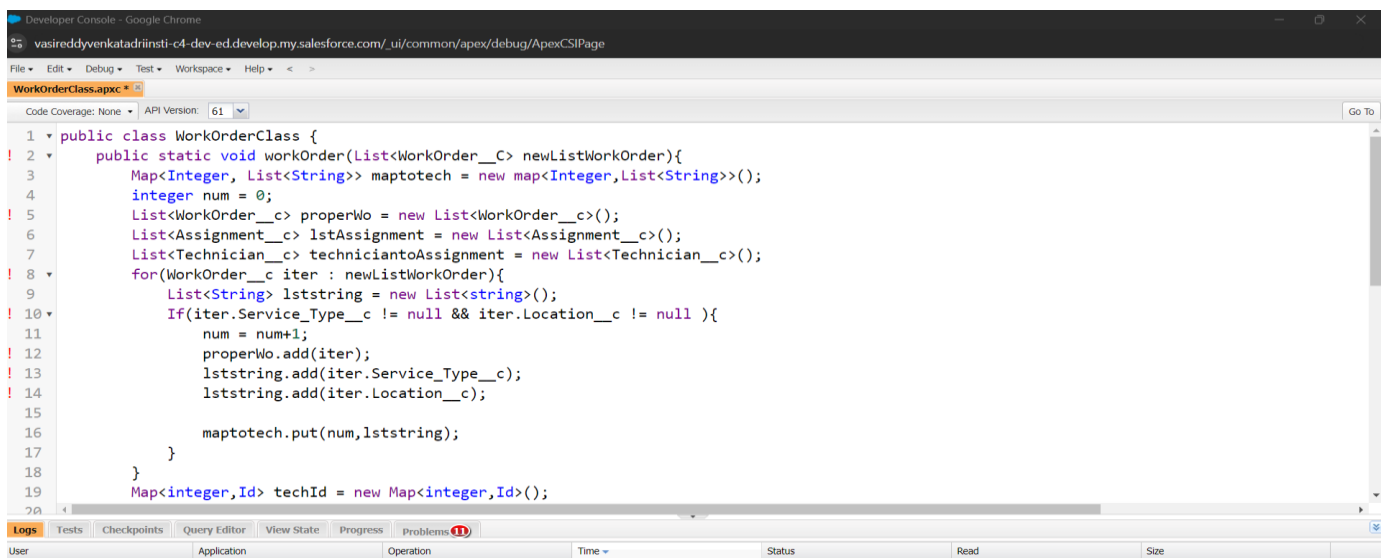 Developer Console - Google Chrome
vasireddyvenkatadriinsti-c4-dev-ed.develop.my.salesforce.com/_ui/common/apex/debug/ApexCSIPage
File Edit Debug Test Workspace Help < >
WorkOrderClass.apxc *
Code Coverage: None API Version: 61 Go To
1 public class WorkOrderClass {
! 2 public static void workOrder(List<WorkOrder__C> newListWorkOrder){
3 Map<Integer, List<String>> maptotech = new map<Integer,List<String>>();
4 integer num = 0;
! 5 List<WorkOrder__c> properWo = new List<WorkOrder__c>();
6 List<Assignment__c> lstAssignment = new List<Assignment__c>();
7 List<Technician__c> techniciantoAssignment = new List<Technician__c>();
! 8 for(WorkOrder__c iter : newListWorkOrder){
9 List<String> lststring = new List<string>();
! 10 If(iter.Service_Type__c != null && iter.Location__c != null ){
11 num = num+1;
! 12 properWo.add(iter);
! 13 lststring.add(iter.Service_Type__c);
! 14 lststring.add(iter.Location__c);
15
16 maptotech.put(num,lststring);
17 }
18 }
19 Map<integer,Id> techId = new Map<integer,Id>();
20
Logs Tests Checkpoints Query Editor View State Progress Problems 11
User Application Operation Time Status Read Size